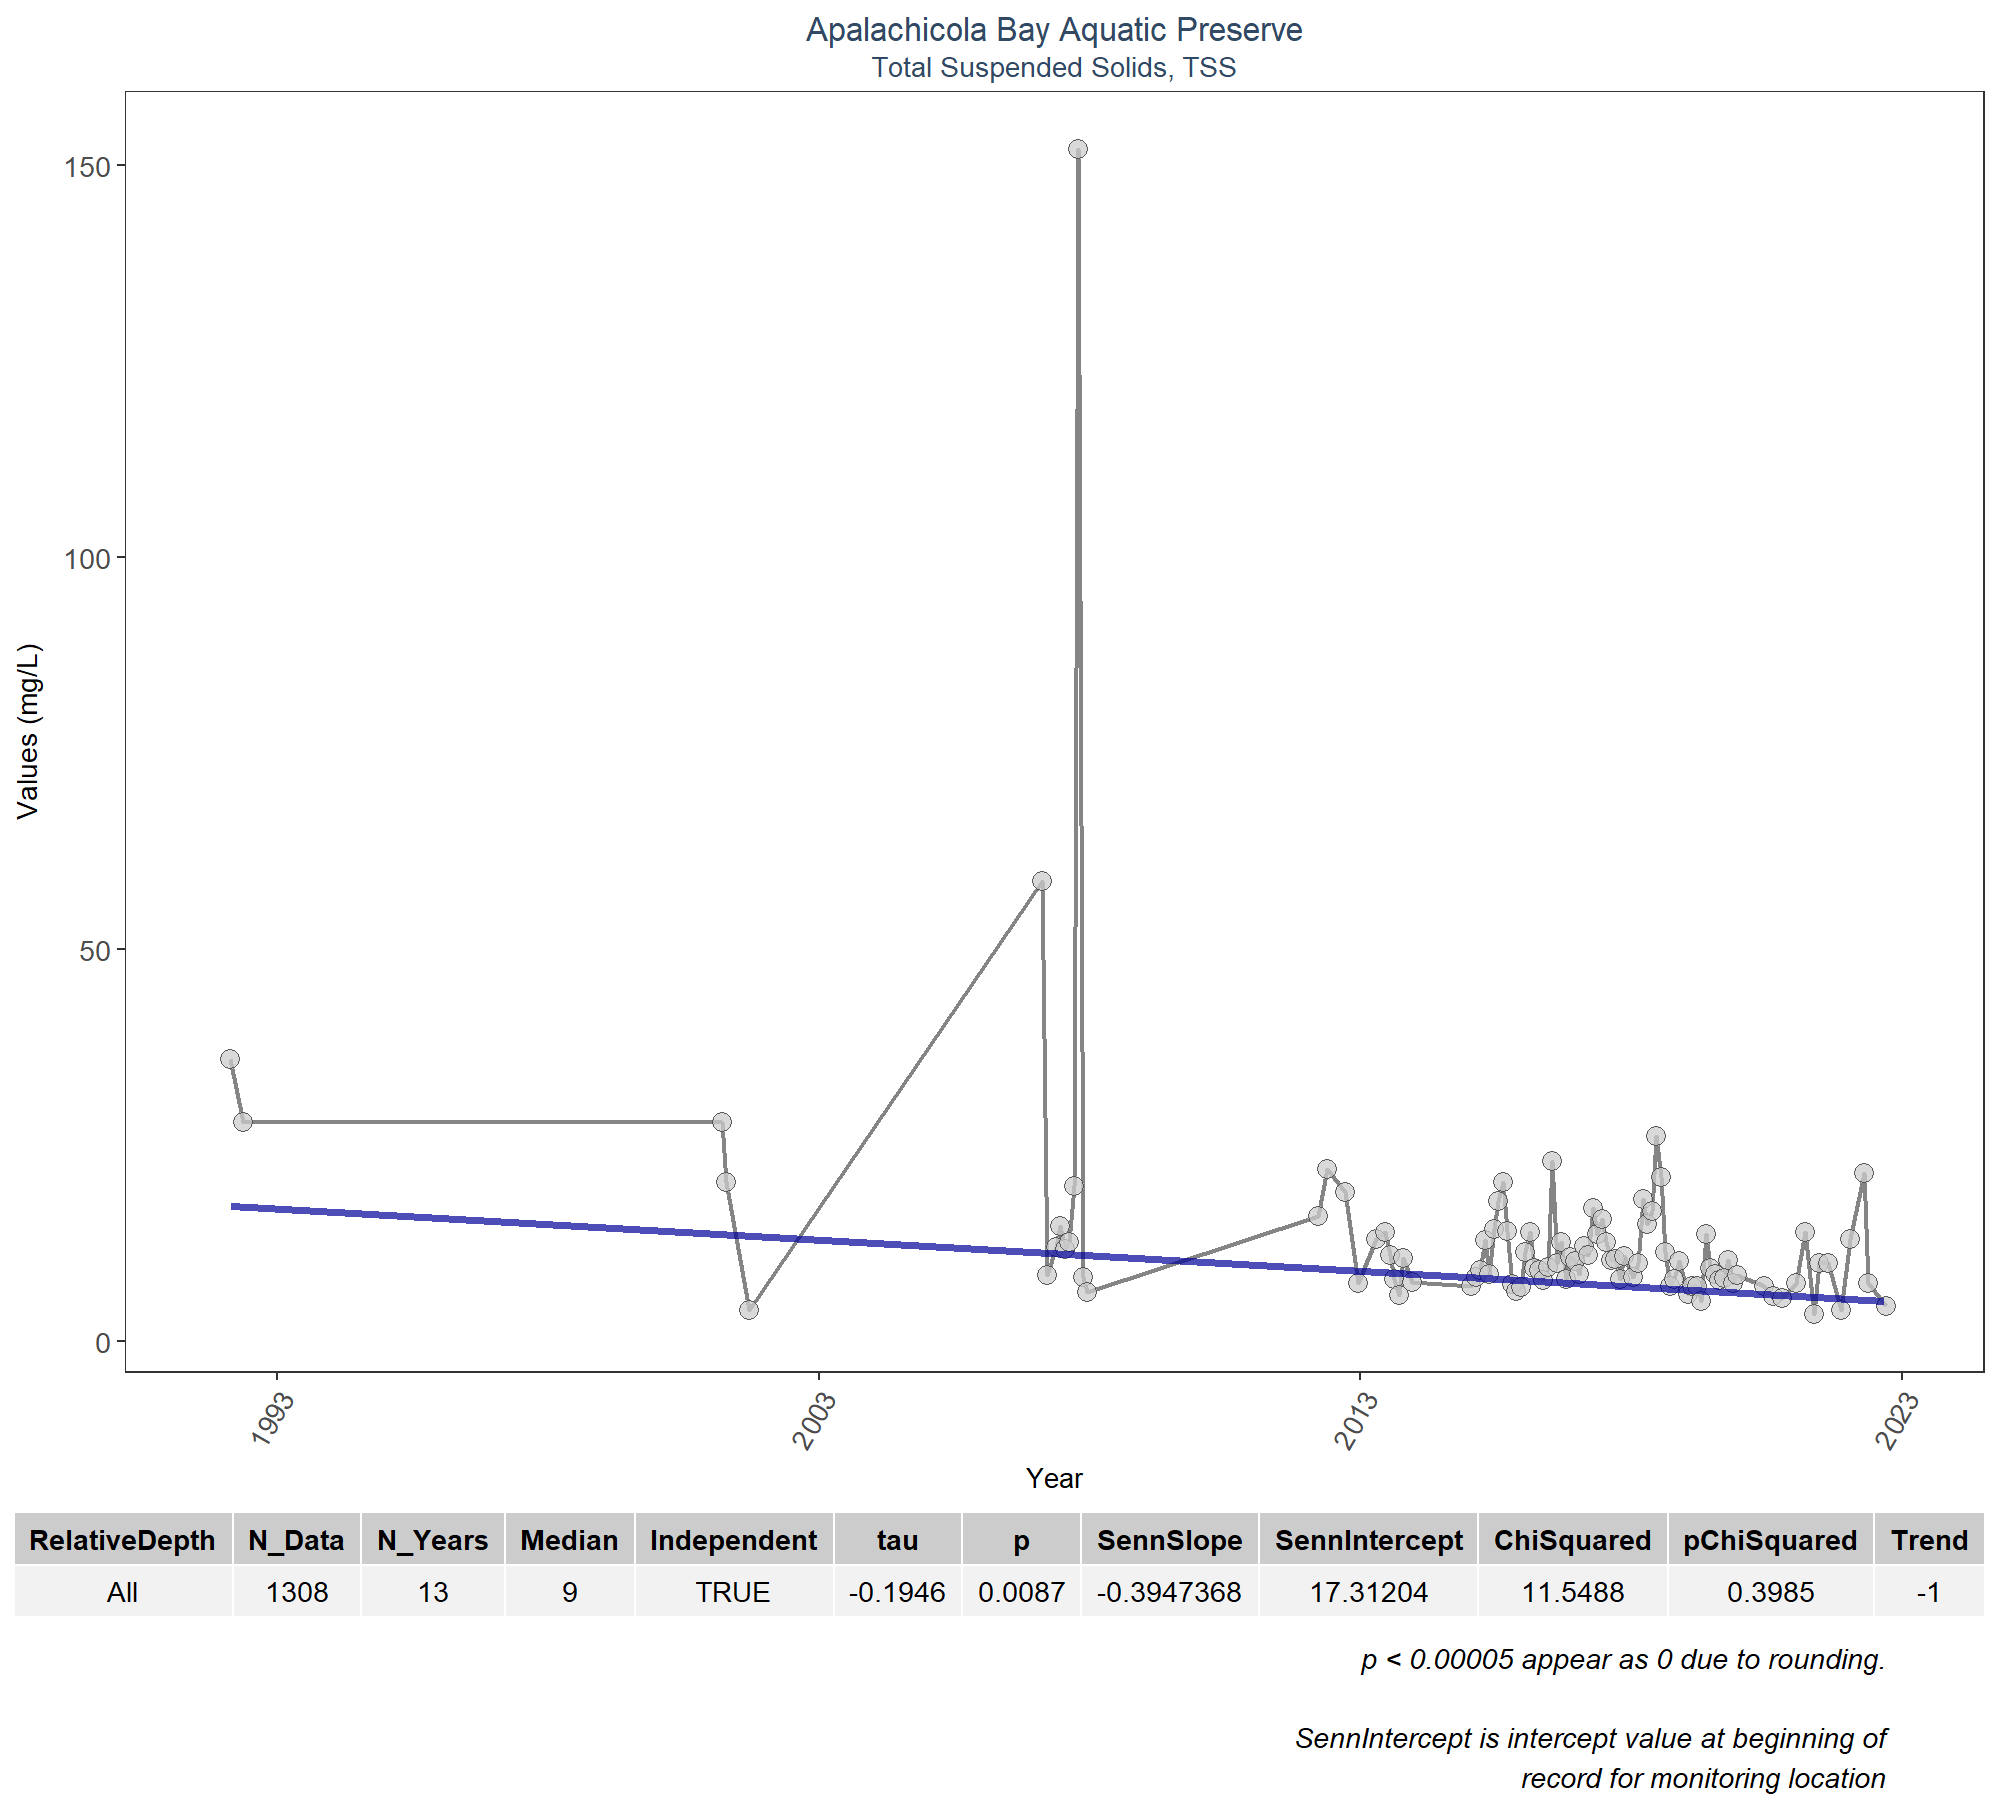 Apalachicola Bay Aquatic Preserve
Total Suspended Solids, TSS
Values (mg/L)
150
100
50
0
1993
2003
2013
2023
Year
RelativeDepth N_Data N_Years Median Independent tau p SennSlope SennIntercept ChiSquared pChiSquared Trend
All 1308 13 9 TRUE -0.1946 0.0087 -0.3947368 17.31204 11.5488 0.3985 -1
p < 0.00005 appear as 0 due to rounding.
SennIntercept is intercept value at beginning of
record for monitoring location